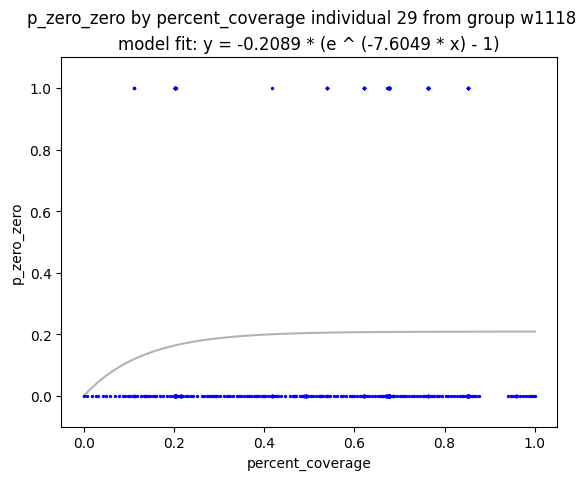 p_zero_zero by percent_coverage individual 29 from group w1118
model fit: y = -0.2089 * (e ^ (-7.6049 * x) - 1)
1.0
0.8
0.6
0.4
0.2
0.0
p_zero_zero
0.0 0.2 0.4 0.6 0.8 1.0
percent_coverage